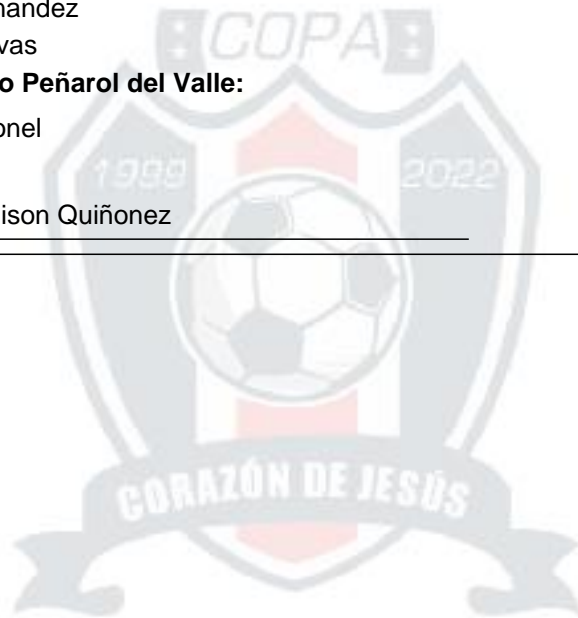 nandez
vas
o Peñarol del Valle:
onel
ison Quiñonez
COPA
1999 2022
CORAZÓN DE JESÚS